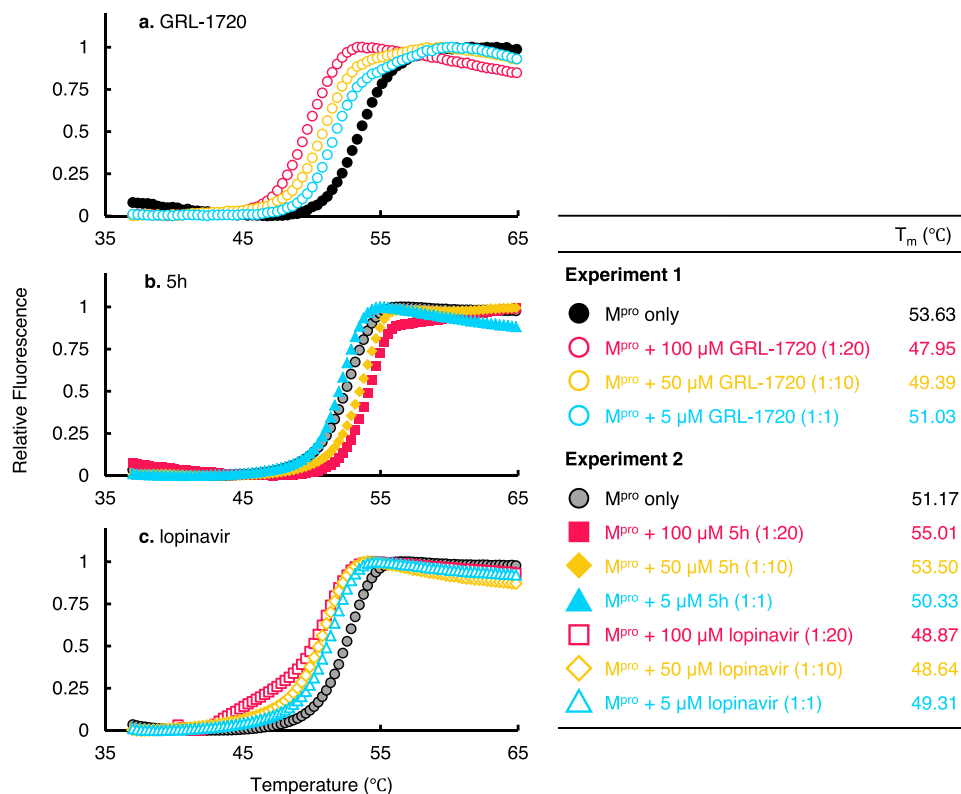 a. GRL-1720
1
0.75
0.5
0.25
0
35 45 55 65
b. 5h
1
0.75
0.5
0.25
0
35 45 55 65
c. lopinavir
1
0.75
0.5
0.25
0
35 45 55 65
Relative Fluorescence
Temperature (°C)
Tm (°C)
Experiment 1
Mpro only 53.63
Mpro + 100 µM GRL-1720 (1:20) 47.95
Mpro + 50 µM GRL-1720 (1:10) 49.39
Mpro + 5 µM GRL-1720 (1:1) 51.03
Experiment 2
Mpro only 51.17
Mpro + 100 µM 5h (1:20) 55.01
Mpro + 50 µM 5h (1:10) 53.50
Mpro + 5 µM 5h (1:1) 50.33
Mpro + 100 µM lopinavir (1:20) 48.87
Mpro + 50 µM lopinavir (1:10) 48.64
Mpro + 5 µM lopinavir (1:1) 49.31